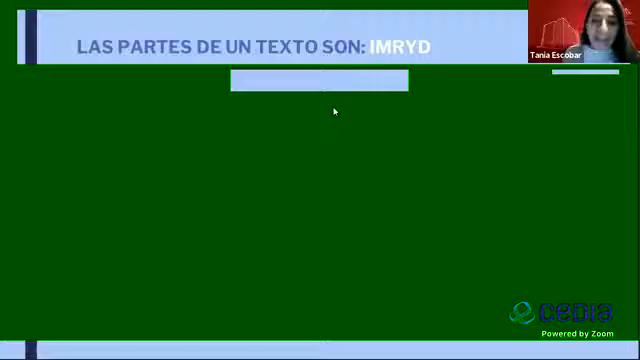 LAS PARTES DE UN TEXTO SON: IMRYD
Tania Escobar
cedia
Powered by Zoom